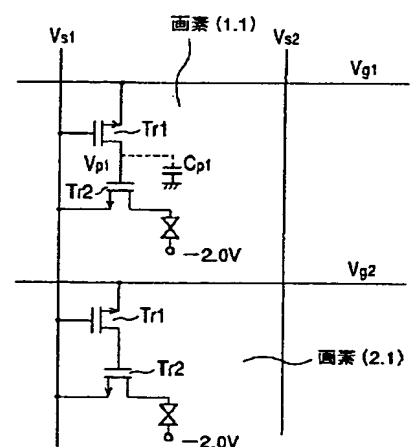 Vs1
画素 (1.1)
Vs2
Vg1
Tr1
Vp1
Cp1
Tr2
-2.0V
Vg2
Tr1
Tr2
画素 (2.1)
-2.0V